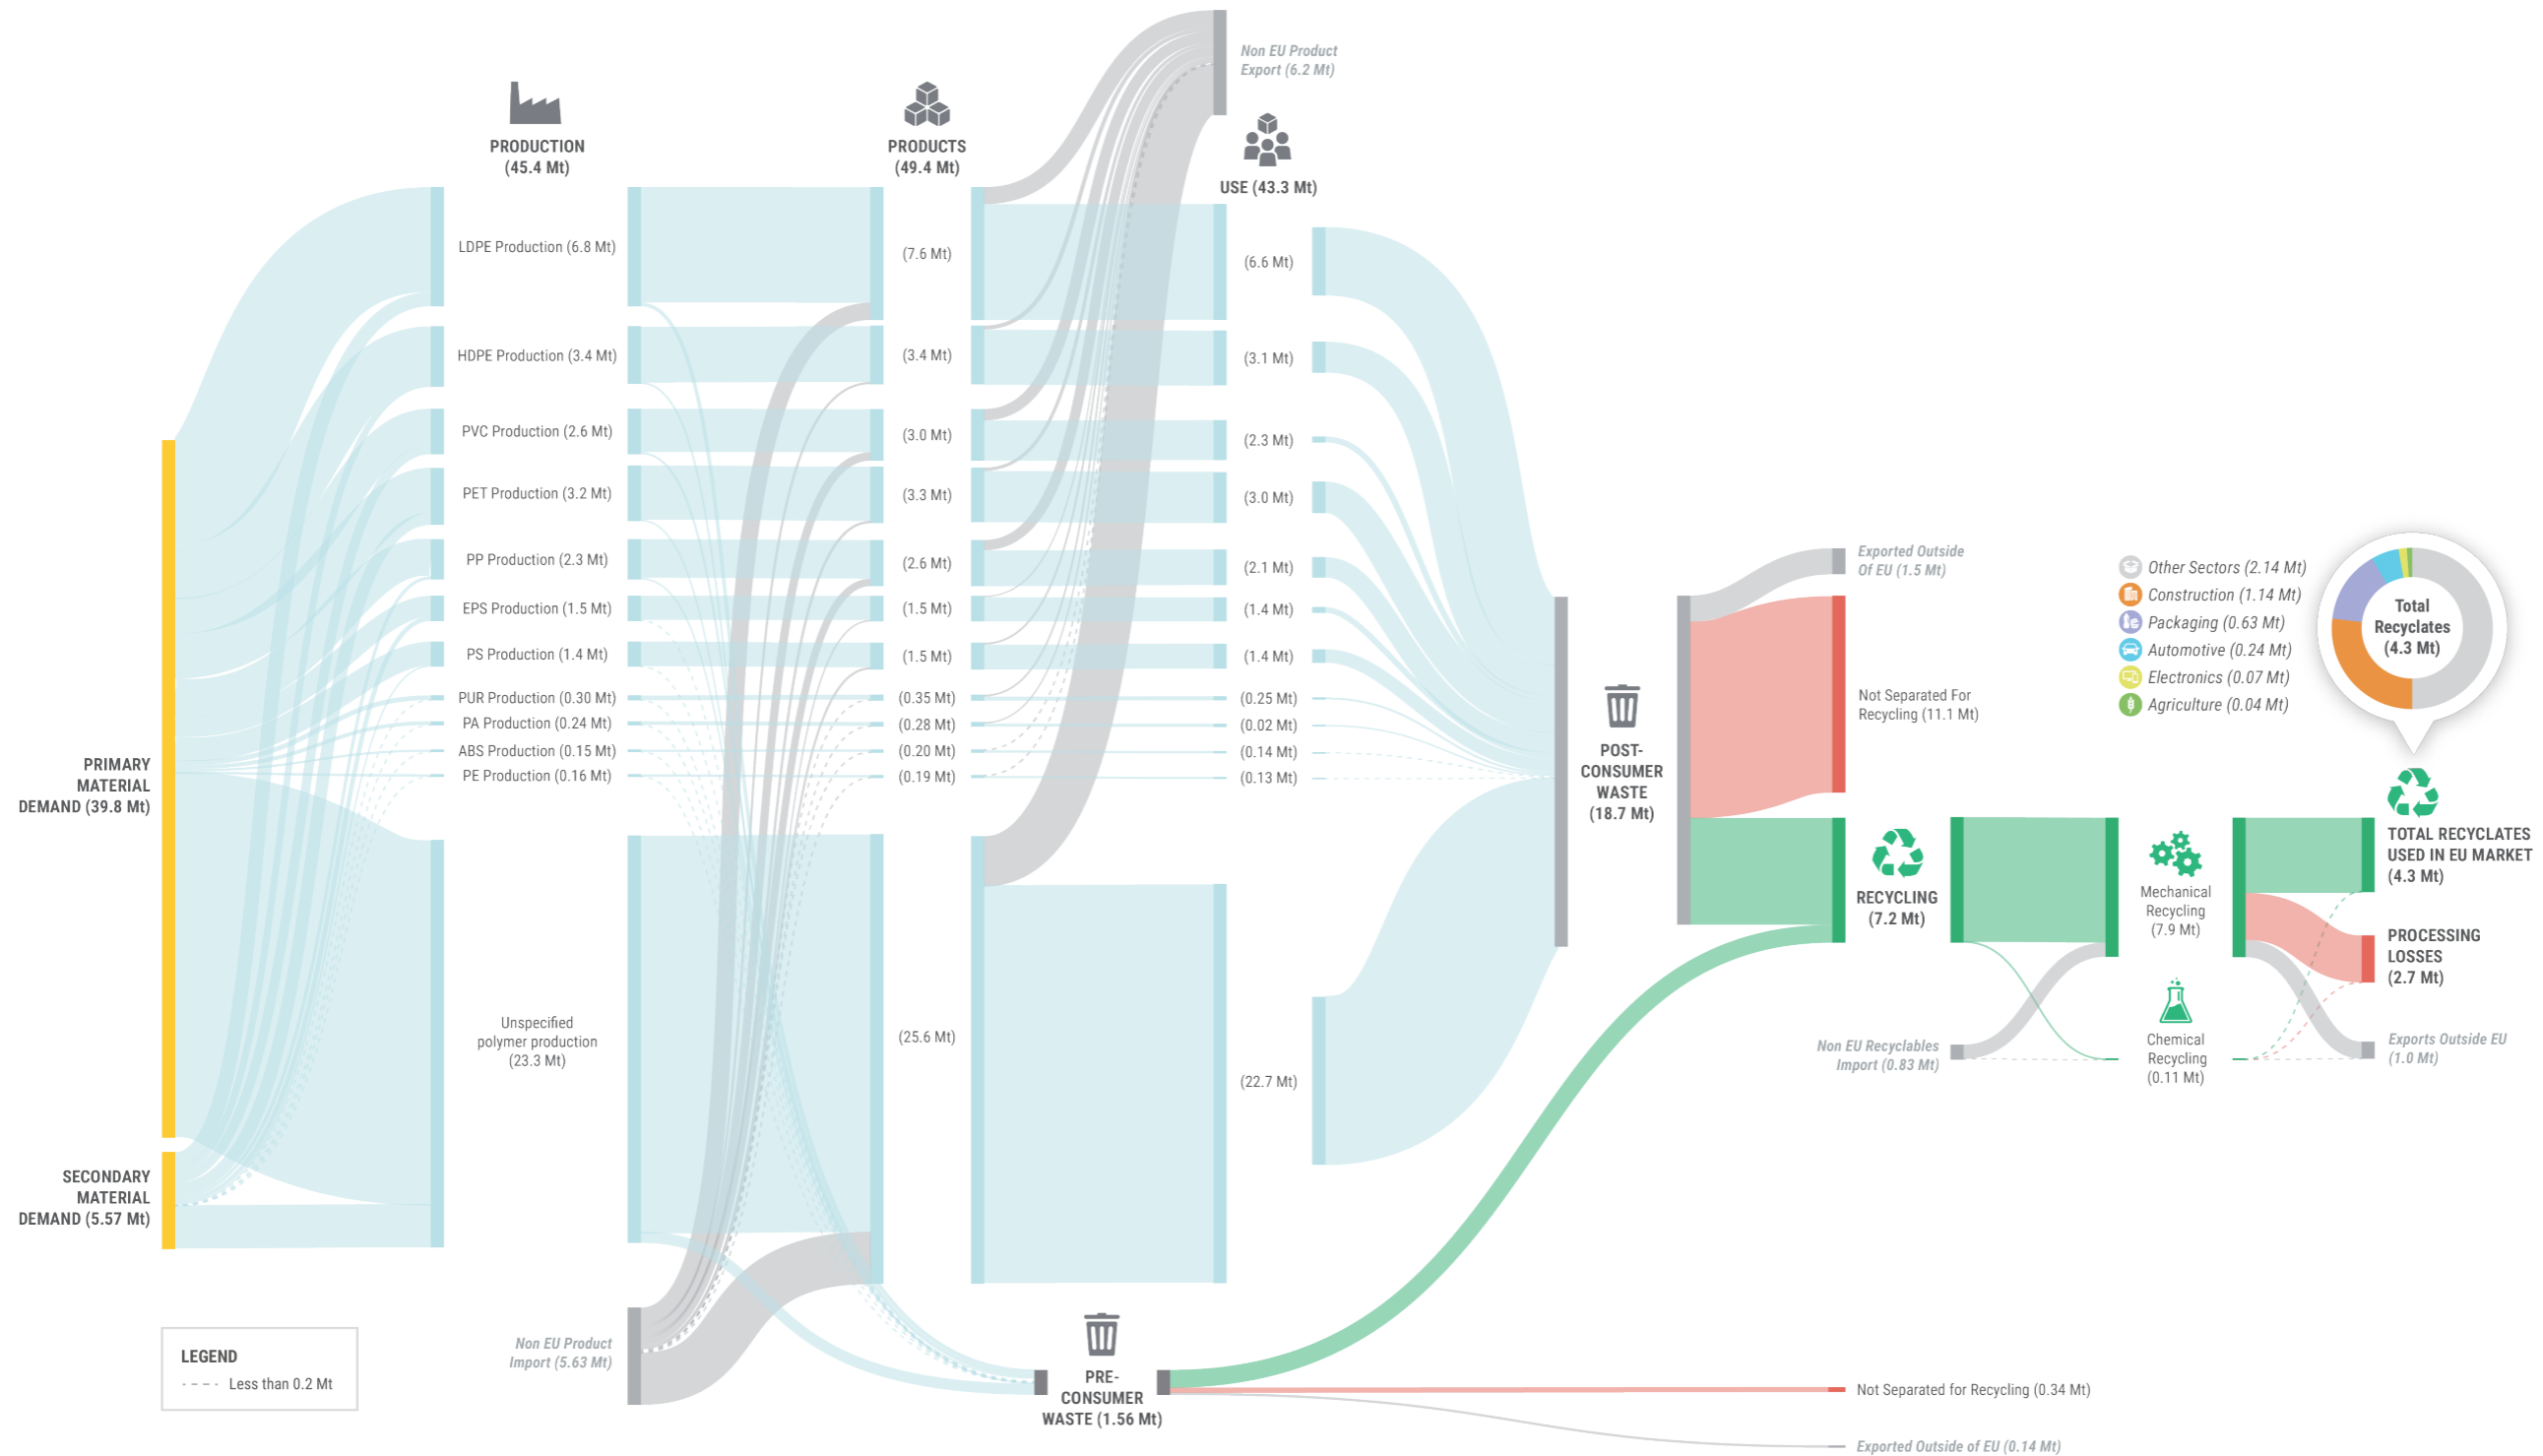 Non EU Product
Export (6.2 Mt)
PRODUCTION
(45.4 Mt)
PRODUCTS
(49.4 Mt)
USE (43.3 Mt)
LDPE Production (6.8 Mt)
(7.6 Mt)
(6.6 Mt)
HDPE Production (3.4 Mt)
(3.4 Mt)
(3.1 Mt)
PVC Production (2.6 Mt)
(3.0 Mt)
(2.3 Mt)
PET Production (3.2 Mt)
(3.3 Mt)
(3.0 Mt)
PP Production (2.3 Mt)
(2.6 Mt)
(2.1 Mt)
EPS Production (1.5 Mt)
(1.5 Mt)
(1.4 Mt)
PS Production (1.4 Mt)
(1.5 Mt)
(1.4 Mt)
PUR Production (0.30 Mt)
(0.35 Mt)
(0.25 Mt)
PA Production (0.24 Mt)
(0.28 Mt)
(0.02 Mt)
ABS Production (0.15 Mt)
(0.20 Mt)
(0.14 Mt)
PE Production (0.16 Mt)
(0.19 Mt)
(0.13 Mt)
PRIMARY
MATERIAL
DEMAND (39.8 Mt)
SECONDARY
MATERIAL
DEMAND (5.57 Mt)
Unspecified
polymer production
(23.3 Mt)
(25.6 Mt)
(22.7 Mt)
Non EU Product
Import (5.63 Mt)
LEGEND
Less than 0.2 Mt
PRE-
CONSUMER
WASTE (1.56 Mt)
POST-
CONSUMER
WASTE
(18.7 Mt)
Exported Outside
Of EU (1.5 Mt)
Not Separated For
Recycling (11.1 Mt)
RECYCLING
(7.2 Mt)
Non EU Recyclables
Import (0.83 Mt)
Mechanical
Recycling
(7.9 Mt)
Chemical
Recycling
(0.11 Mt)
Other Sectors (2.14 Mt)
Construction (1.14 Mt)
Packaging (0.63 Mt)
Automotive (0.24 Mt)
Electronics (0.07 Mt)
Agriculture (0.04 Mt)
Total
Recyclates
(4.3 Mt)
TOTAL RECYCLATES
USED IN EU MARKET
(4.3 Mt)
PROCESSING
LOSSES
(2.7 Mt)
Exports Outside EU
(1.0 Mt)
Not Separated for Recycling (0.34 Mt)
Exported Outside of EU (0.14 Mt)